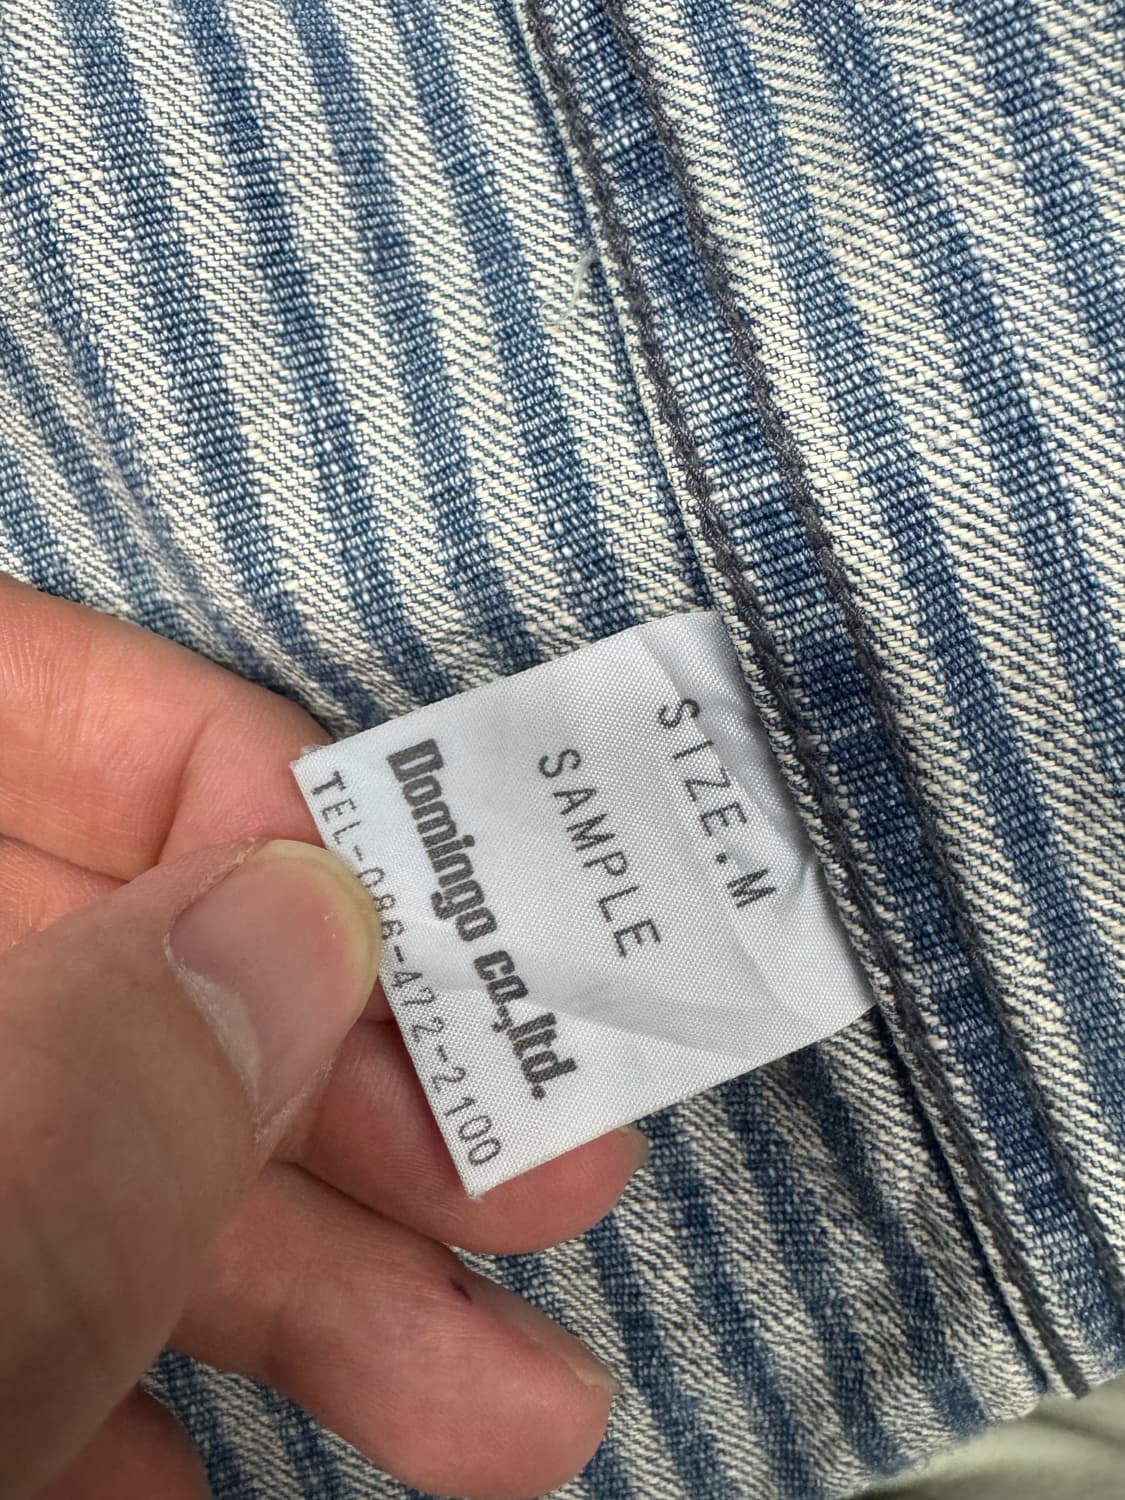 SIZE.M
SAMPLE
Domingo co.,ltd.
TEL-086-472-2100